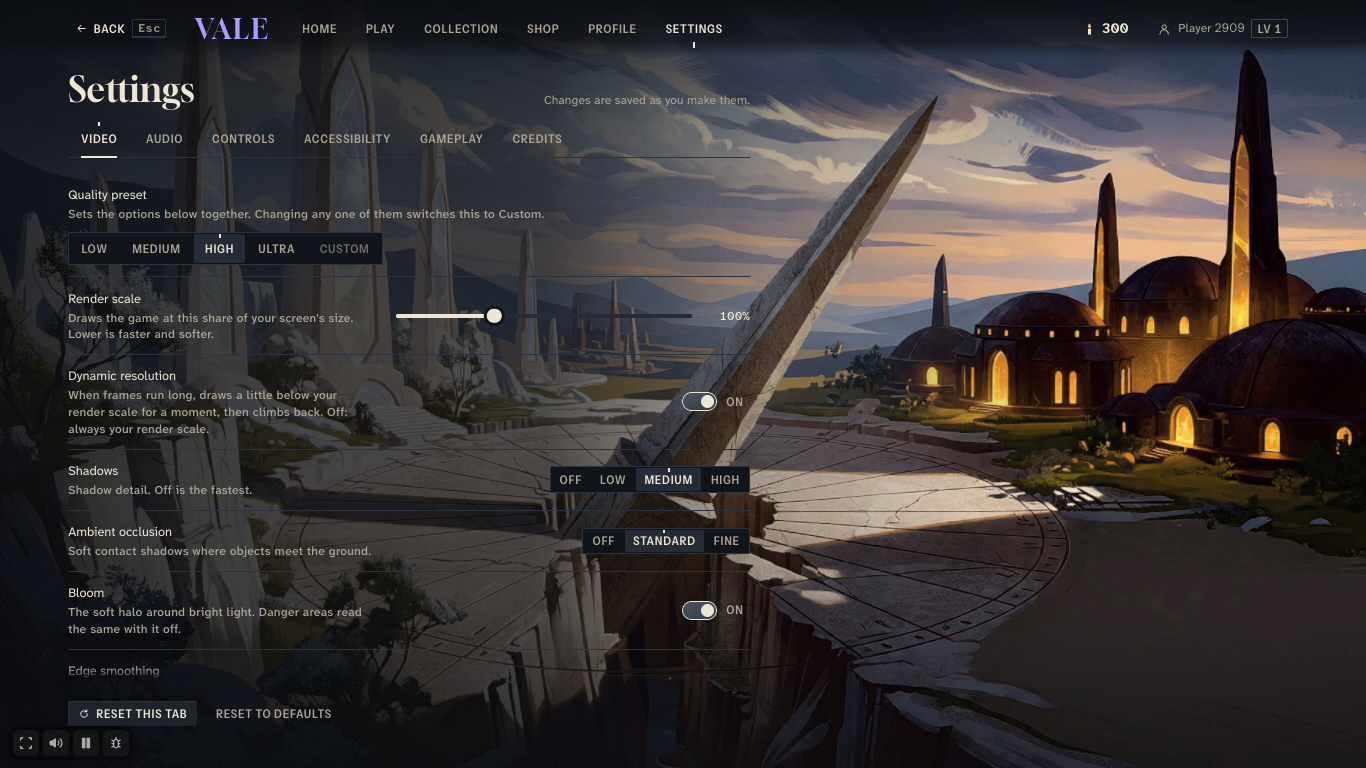 BACK Esc VALE HOME PLAY COLLECTION SHOP PROFILE SETTINGS 300 Player 2909 LV 1
Settings
Changes are saved as you make them.
VIDEO AUDIO CONTROLS ACCESSIBILITY GAMEPLAY CREDITS
Quality preset
Sets the options below together. Changing any one of them switches this to Custom.
LOW MEDIUM HIGH ULTRA CUSTOM
Render scale
Draws the game at this share of your screen's size.
Lower is faster and softer.
100%
Dynamic resolution
When frames run long, draws a little below your
render scale for a moment, then climbs back. Off:
always your render scale.
ON
Shadows
Shadow detail. Off is the fastest.
OFF LOW MEDIUM HIGH
Ambient occlusion
Soft contact shadows where objects meet the ground.
OFF STANDARD FINE
Bloom
The soft halo around bright light. Danger areas read
the same with it off.
ON
Edge smoothing
RESET THIS TAB RESET TO DEFAULTS